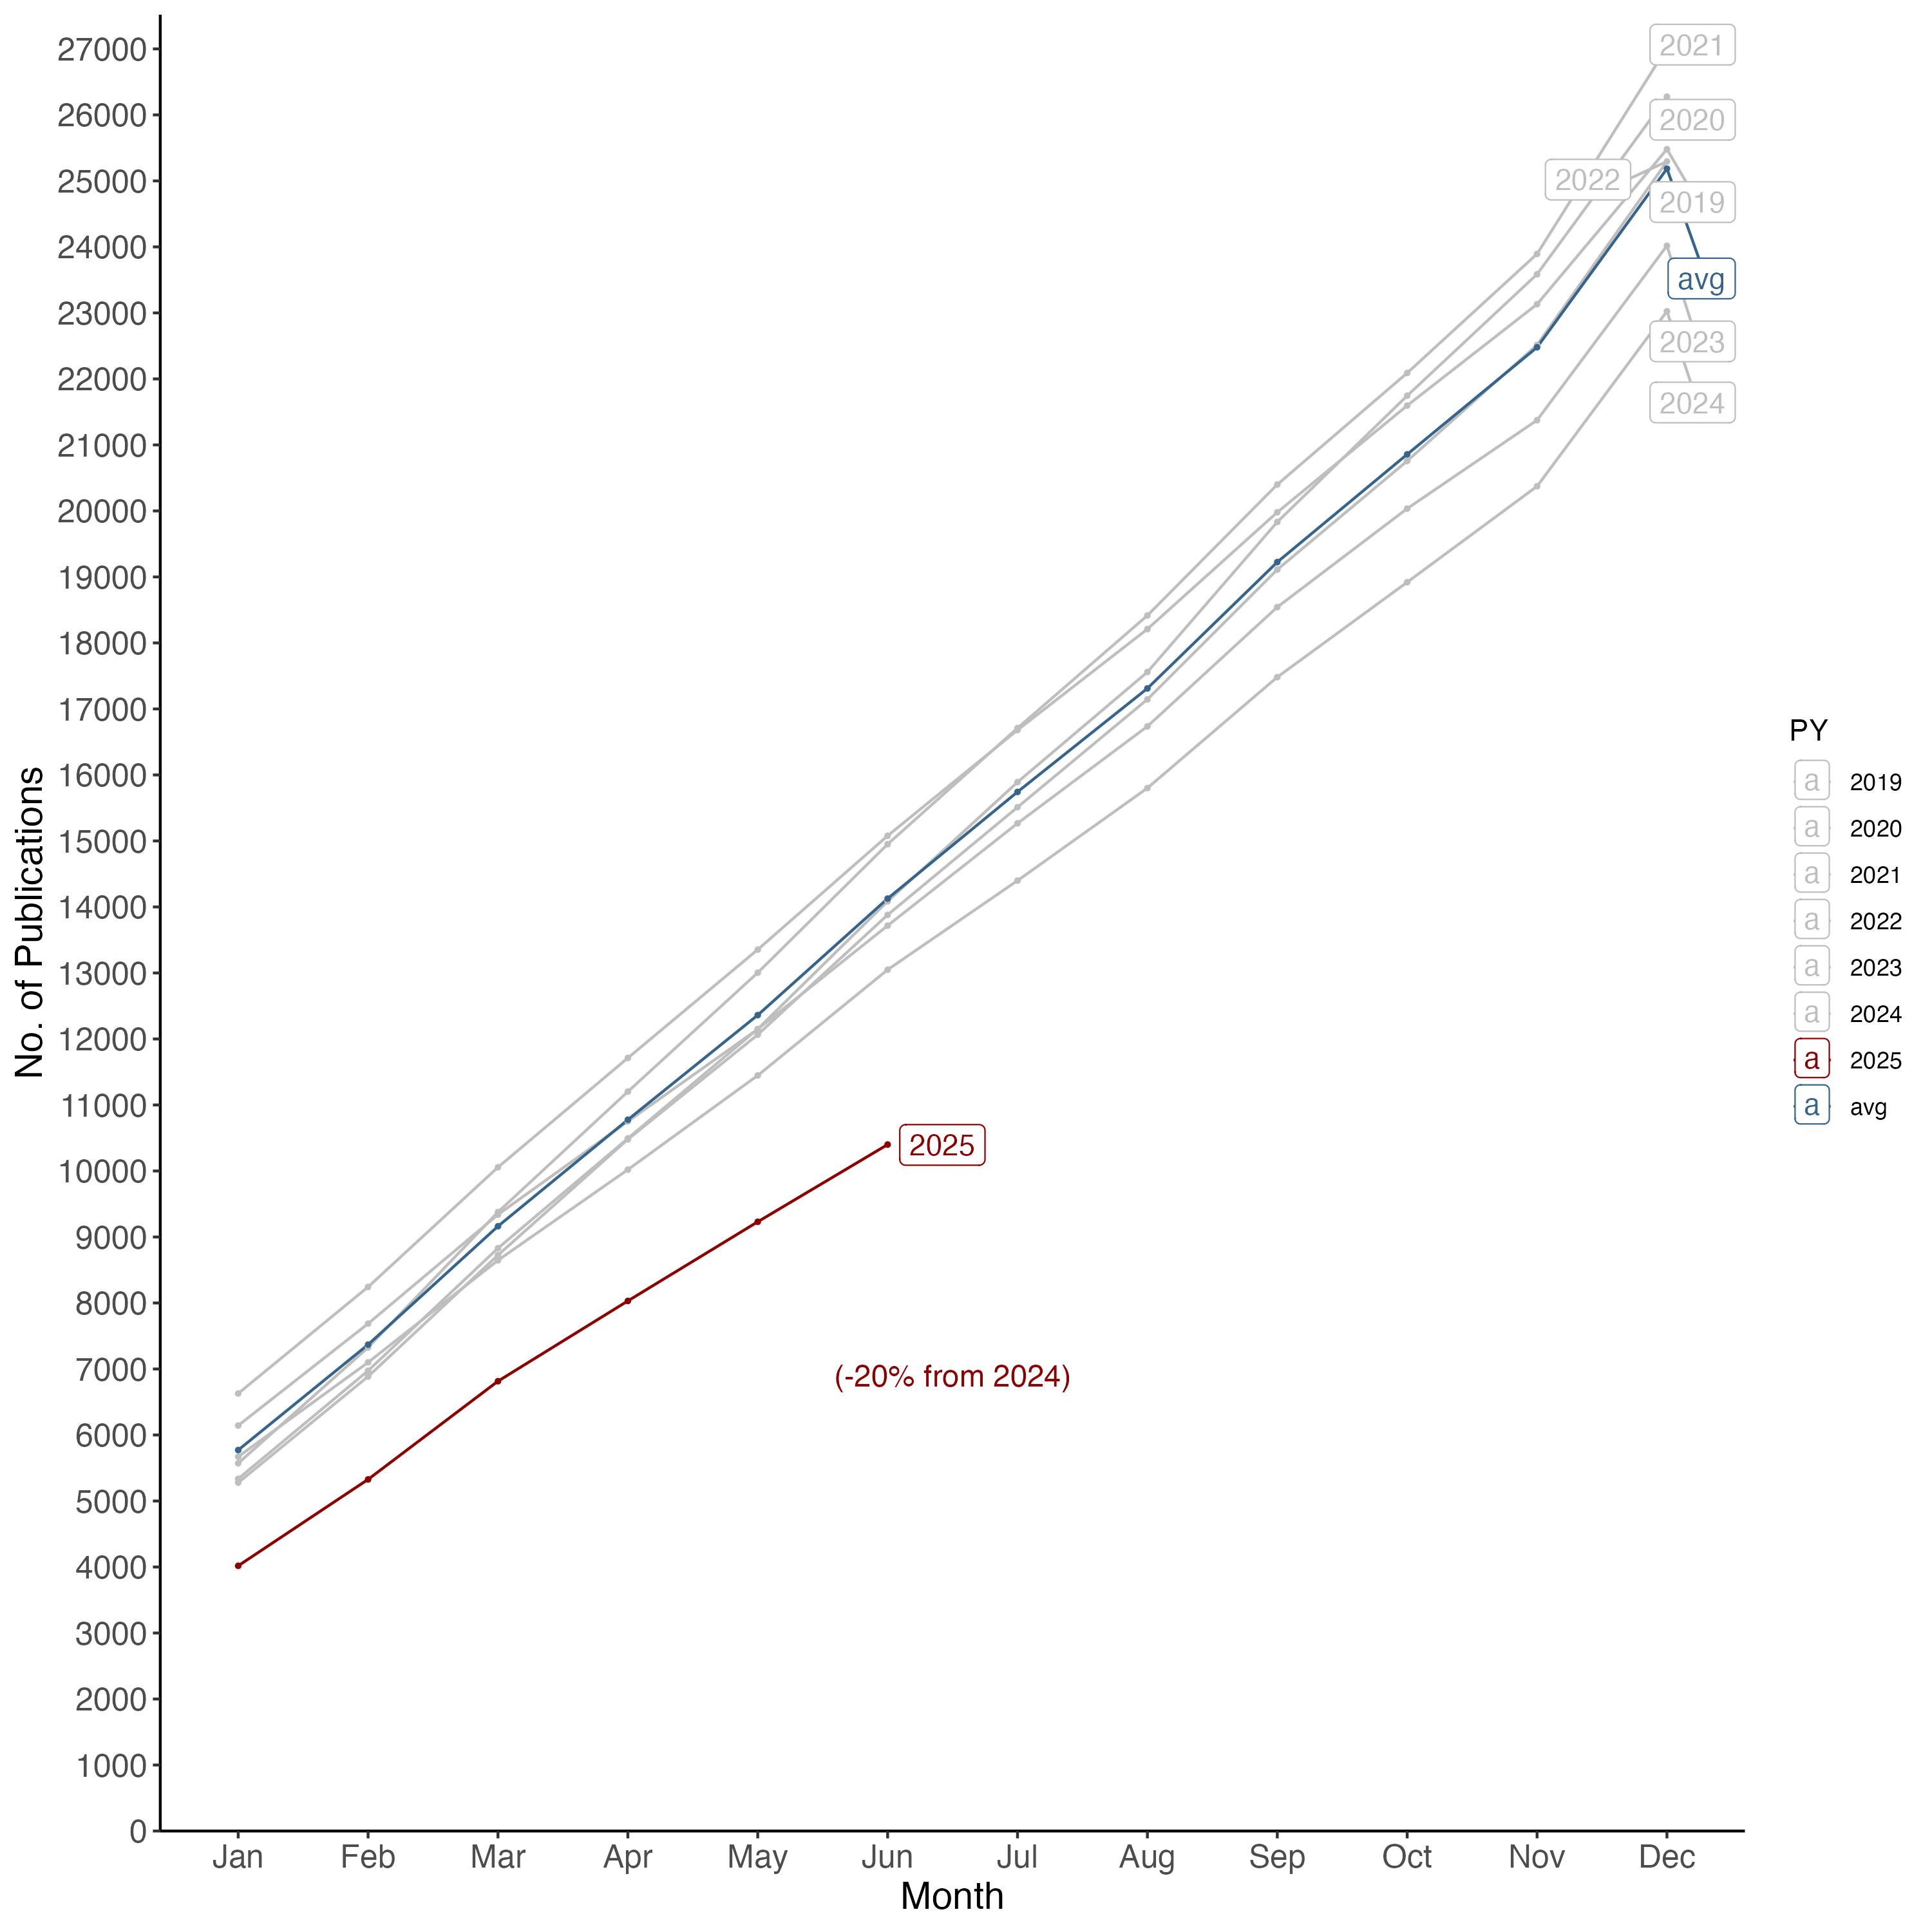 27000
26000
25000
24000
23000
22000
21000
20000
19000
18000
17000
16000
15000
14000
13000
12000
11000
10000
9000
8000
7000
6000
5000
4000
3000
2000
1000
0
No. of Publications
2021
2020
2022
2019
avg
2023
2024
2025
(-20% from 2024)
Jan Feb Mar Apr May Jun Jul Aug Sep Oct Nov Dec
Month
PY
a 2019
a 2020
a 2021
a 2022
a 2023
a 2024
a 2025
a avg